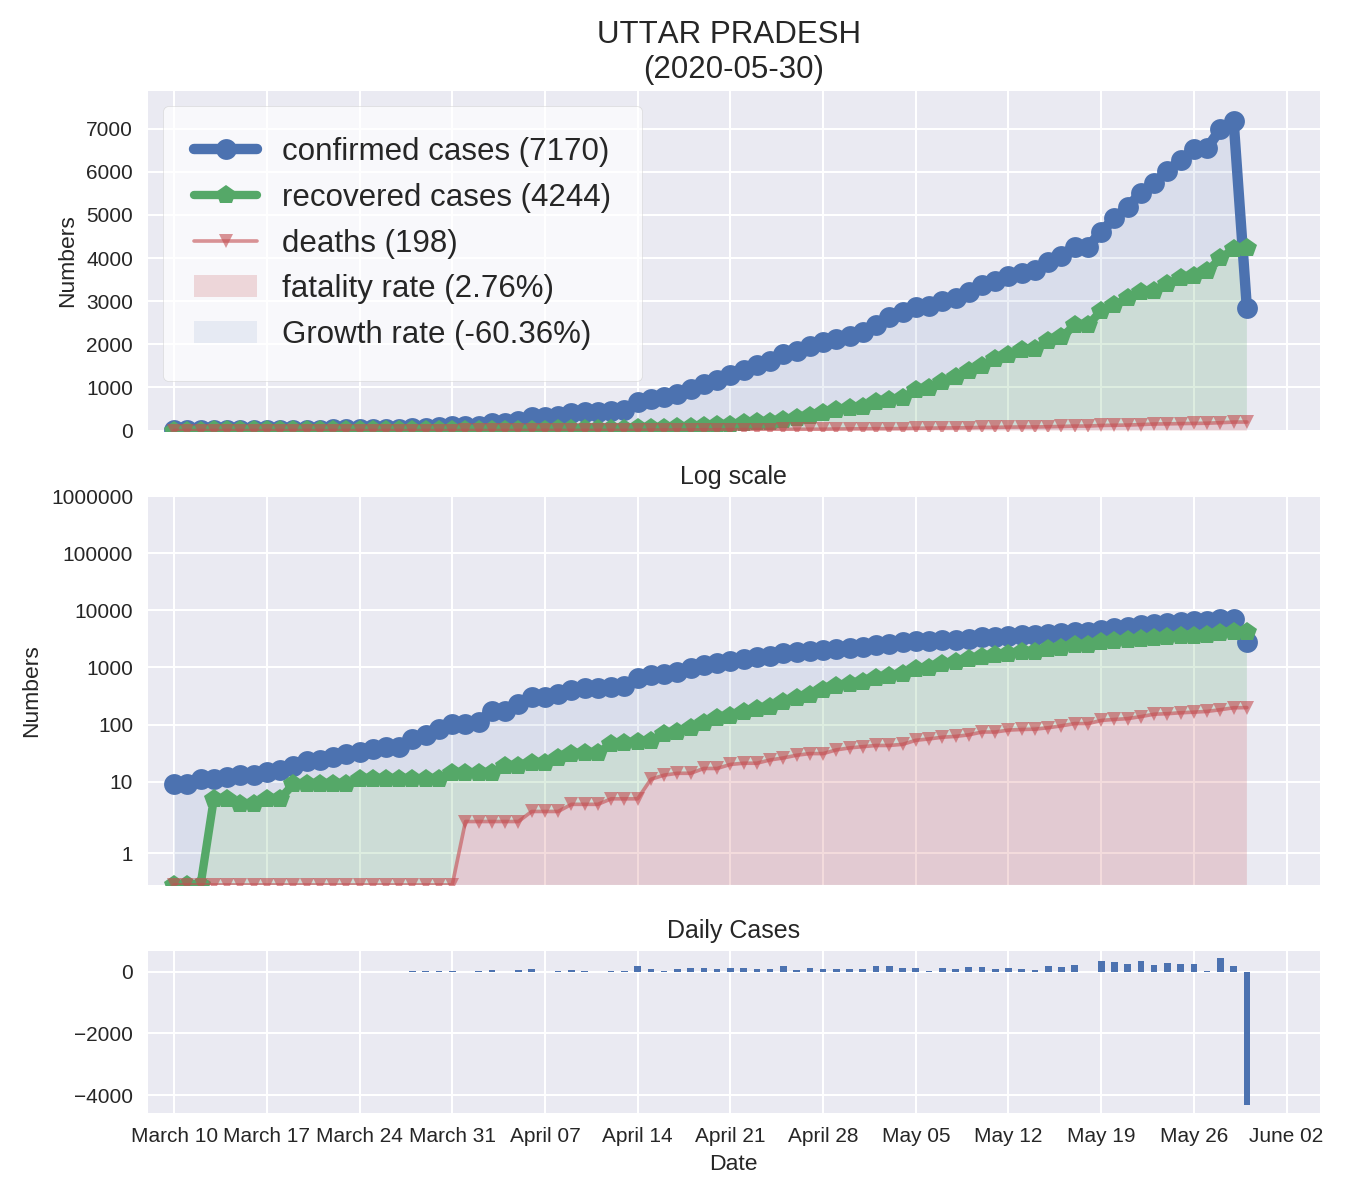 UTTAR PRADESH
(2020-05-30)
7000
6000
5000
4000
3000
2000
1000
0
Numbers
confirmed cases (7170)
recovered cases (4244)
deaths (198)
fatality rate (2.76%)
Growth rate (-60.36%)
Log scale
1000000
100000
10000
1000
100
10
1
Numbers
Daily Cases
0
−2000
−4000
March 10 March 17 March 24 March 31 April 07 April 14 April 21 April 28 May 05 May 12 May 19 May 26 June 02
Date